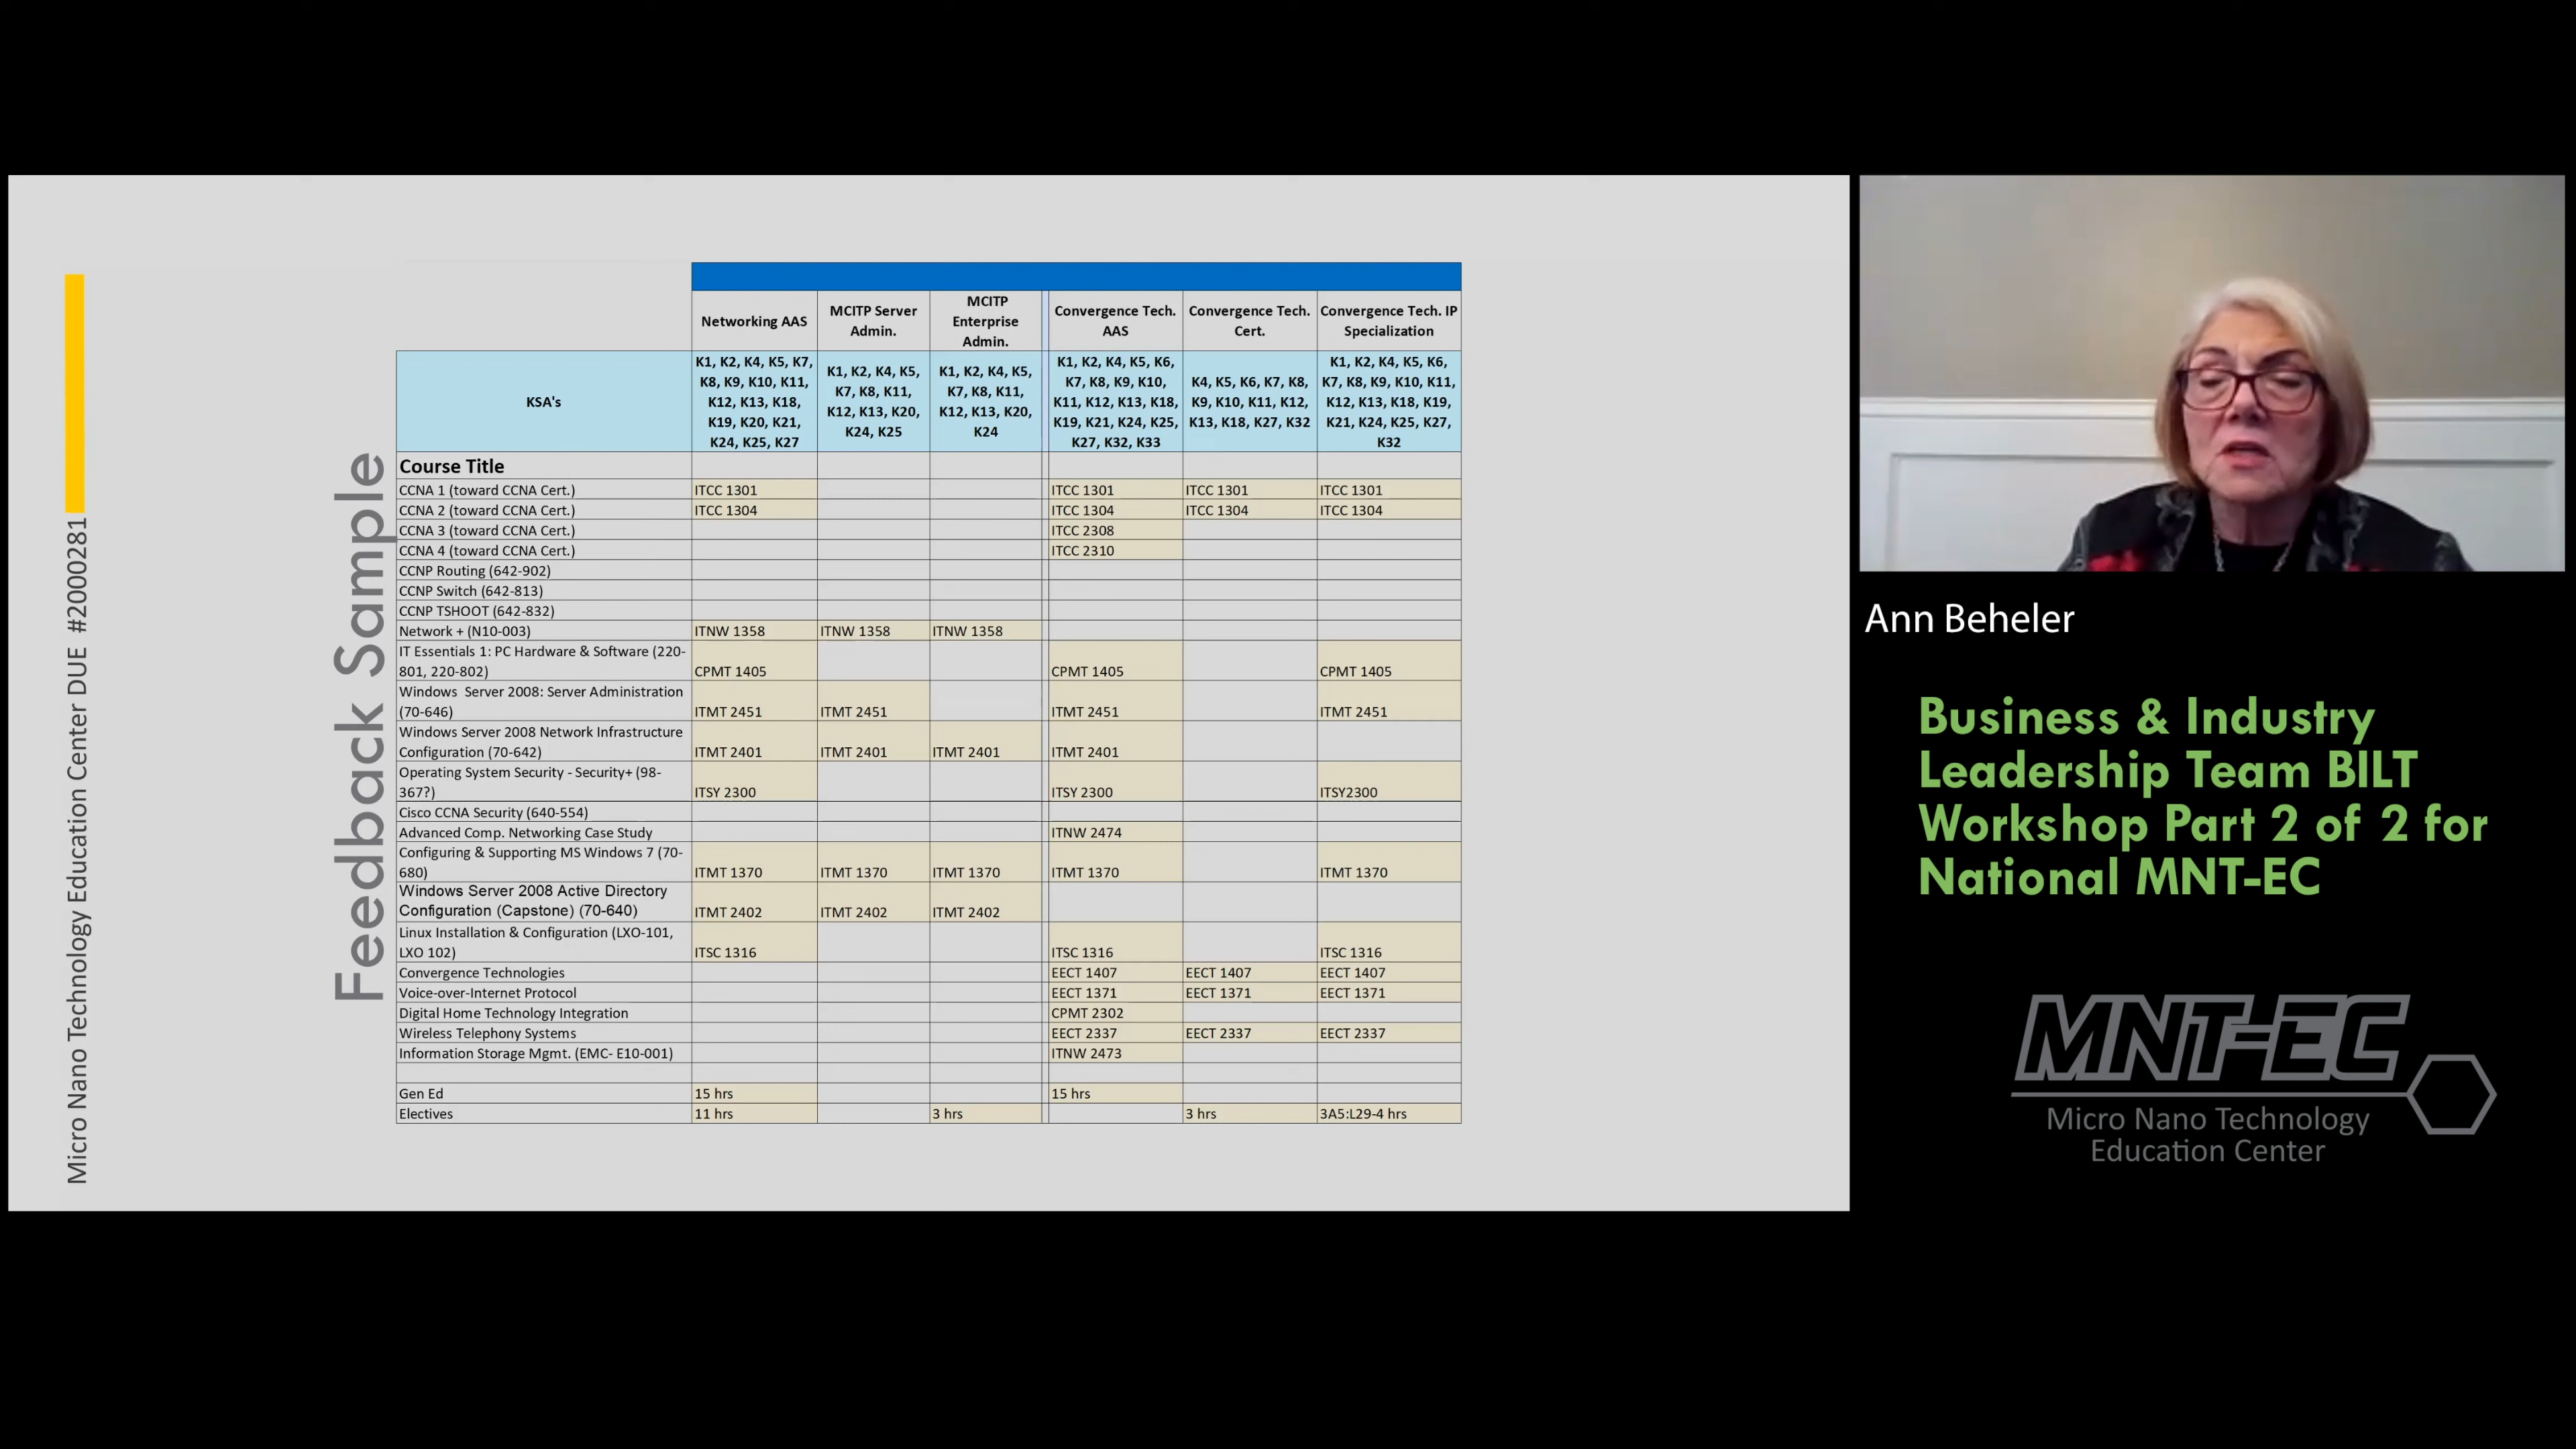 Micro Nano Technology Education Center DUE #2000281
Feedback Sample
Networking AAS
MCITP Server
Admin.
MCITP
Enterprise
Admin.
Convergence Tech.
AAS
Convergence Tech.
Cert.
Convergence Tech. IP
Specialization
KSA's
K1, K2, K4, K5, K7,
K8, K9, K10, K11,
K12, K13, K18,
K19, K20, K21,
K24, K25, K27
K1, K2, K4, K5,
K7, K8, K11,
K12, K13, K20,
K24, K25
K1, K2, K4, K5,
K7, K8, K11,
K12, K13, K20,
K24
K1, K2, K4, K5, K6,
K7, K8, K9, K10,
K11, K12, K13, K18,
K19, K21, K24, K25,
K27, K32, K33
K4, K5, K6, K7, K8,
K9, K10, K11, K12,
K13, K18, K27, K32
K1, K2, K4, K5, K6,
K7, K8, K9, K10, K11,
K12, K13, K18, K19,
K21, K24, K25, K27,
K32
Course Title
CCNA 1 (toward CCNA Cert.) ITCC 1301 ITCC 1301 ITCC 1301 ITCC 1301
CCNA 2 (toward CCNA Cert.) ITCC 1304 ITCC 1304 ITCC 1304 ITCC 1304
CCNA 3 (toward CCNA Cert.) ITCC 2308
CCNA 4 (toward CCNA Cert.) ITCC 2310
CCNP Routing (642-902)
CCNP Switch (642-813)
CCNP TSHOOT (642-832)
Network + (N10-003) ITNW 1358 ITNW 1358 ITNW 1358
IT Essentials 1: PC Hardware & Software (220-
801, 220-802) CPMT 1405 CPMT 1405 CPMT 1405
Windows Server 2008: Server Administration
(70-646) ITMT 2451 ITMT 2451 ITMT 2451 ITMT 2451
Windows Server 2008 Network Infrastructure
Configuration (70-642) ITMT 2401 ITMT 2401 ITMT 2401 ITMT 2401
Operating System Security - Security+ (98-
367?) ITSY 2300 ITSY 2300 ITSY2300
Cisco CCNA Security (640-554)
Advanced Comp. Networking Case Study ITNW 2474
Configuring & Supporting MS Windows 7 (70-
680) ITMT 1370 ITMT 1370 ITMT 1370 ITMT 1370 ITMT 1370
Windows Server 2008 Active Directory
Configuration (Capstone) (70-640) ITMT 2402 ITMT 2402 ITMT 2402
Linux Installation & Configuration (LXO-101,
LXO 102) ITSC 1316 ITSC 1316 ITSC 1316
Convergence Technologies EECT 1407 EECT 1407 EECT 1407
Voice-over-Internet Protocol EECT 1371 EECT 1371 EECT 1371
Digital Home Technology Integration CPMT 2302
Wireless Telephony Systems EECT 2337 EECT 2337 EECT 2337
Information Storage Mgmt. (EMC- E10-001) ITNW 2473
Gen Ed 15 hrs 15 hrs
Electives 11 hrs 3 hrs 3 hrs 3A5:L29-4 hrs
Ann Beheler
Business & Industry
Leadership Team BILT
Workshop Part 2 of 2 for
National MNT-EC
MNT-EC
Micro Nano Technology
Education Center